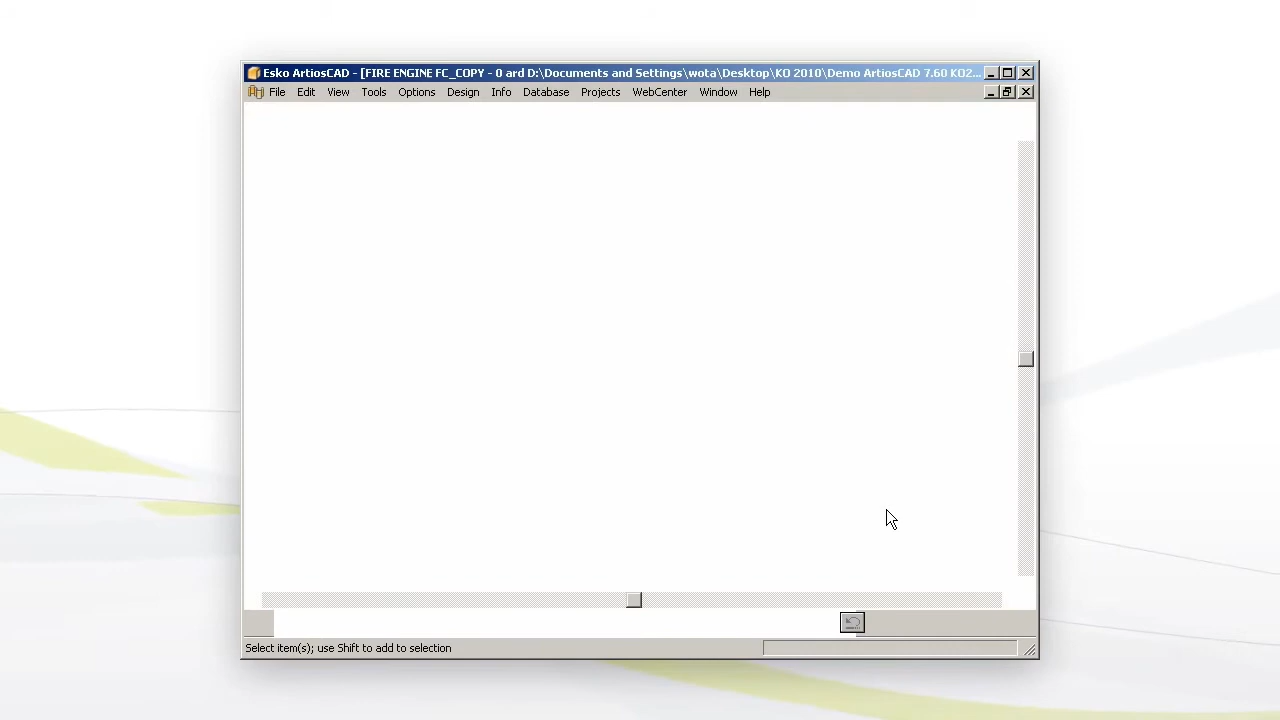 Esko ArtiosCAD - [FIRE ENGINE FC_COPY - 0 ard D:\Documents and Settings\wota\Desktop\KO 2010\Demo ArtiosCAD 7.60 KO2...
File Edit View Tools Options Design Info Database Projects WebCenter Window Help
Select item(s); use Shift to add to selection